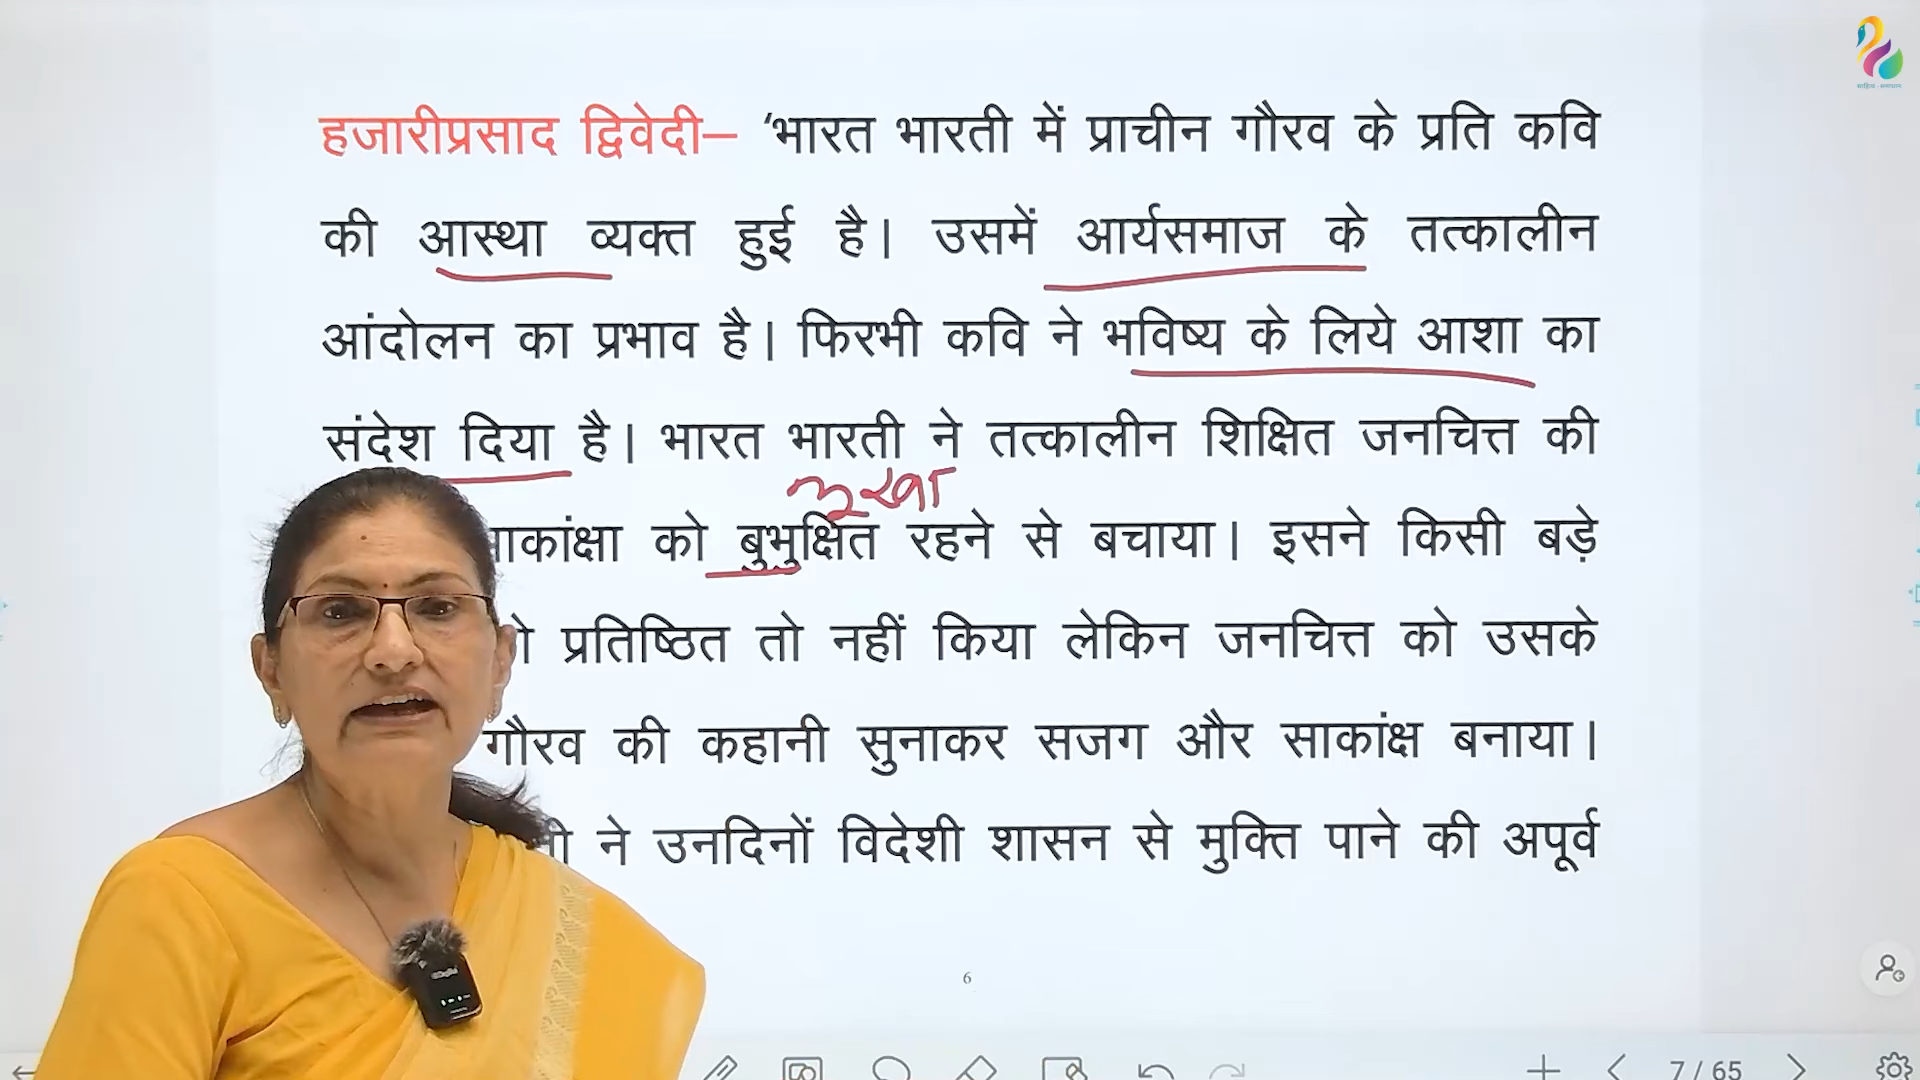 हजारीप्रसाद द्विवेदी– ‘भारत भारती में प्राचीन गौरव के प्रति कवि
की आस्था व्यक्त हुई है। उसमें आर्यसमाज के तत्कालीन
आंदोलन का प्रभाव है। फिरभी कवि ने भविष्य के लिये आशा का
संदेश दिया है। भारत भारती ने तत्कालीन शिक्षित जनचित्त की
भूखा
को बुभुक्षित रहने से बचाया। इसने किसी बड़े
प्रतिष्ठित तो नहीं किया लेकिन जनचित्त को उसके
गौरव की कहानी सुनाकर सजग और साकांक्ष बनाया।
ने उनदिनों विदेशी शासन से मुक्ति पाने की अपूर्व
6
7/65